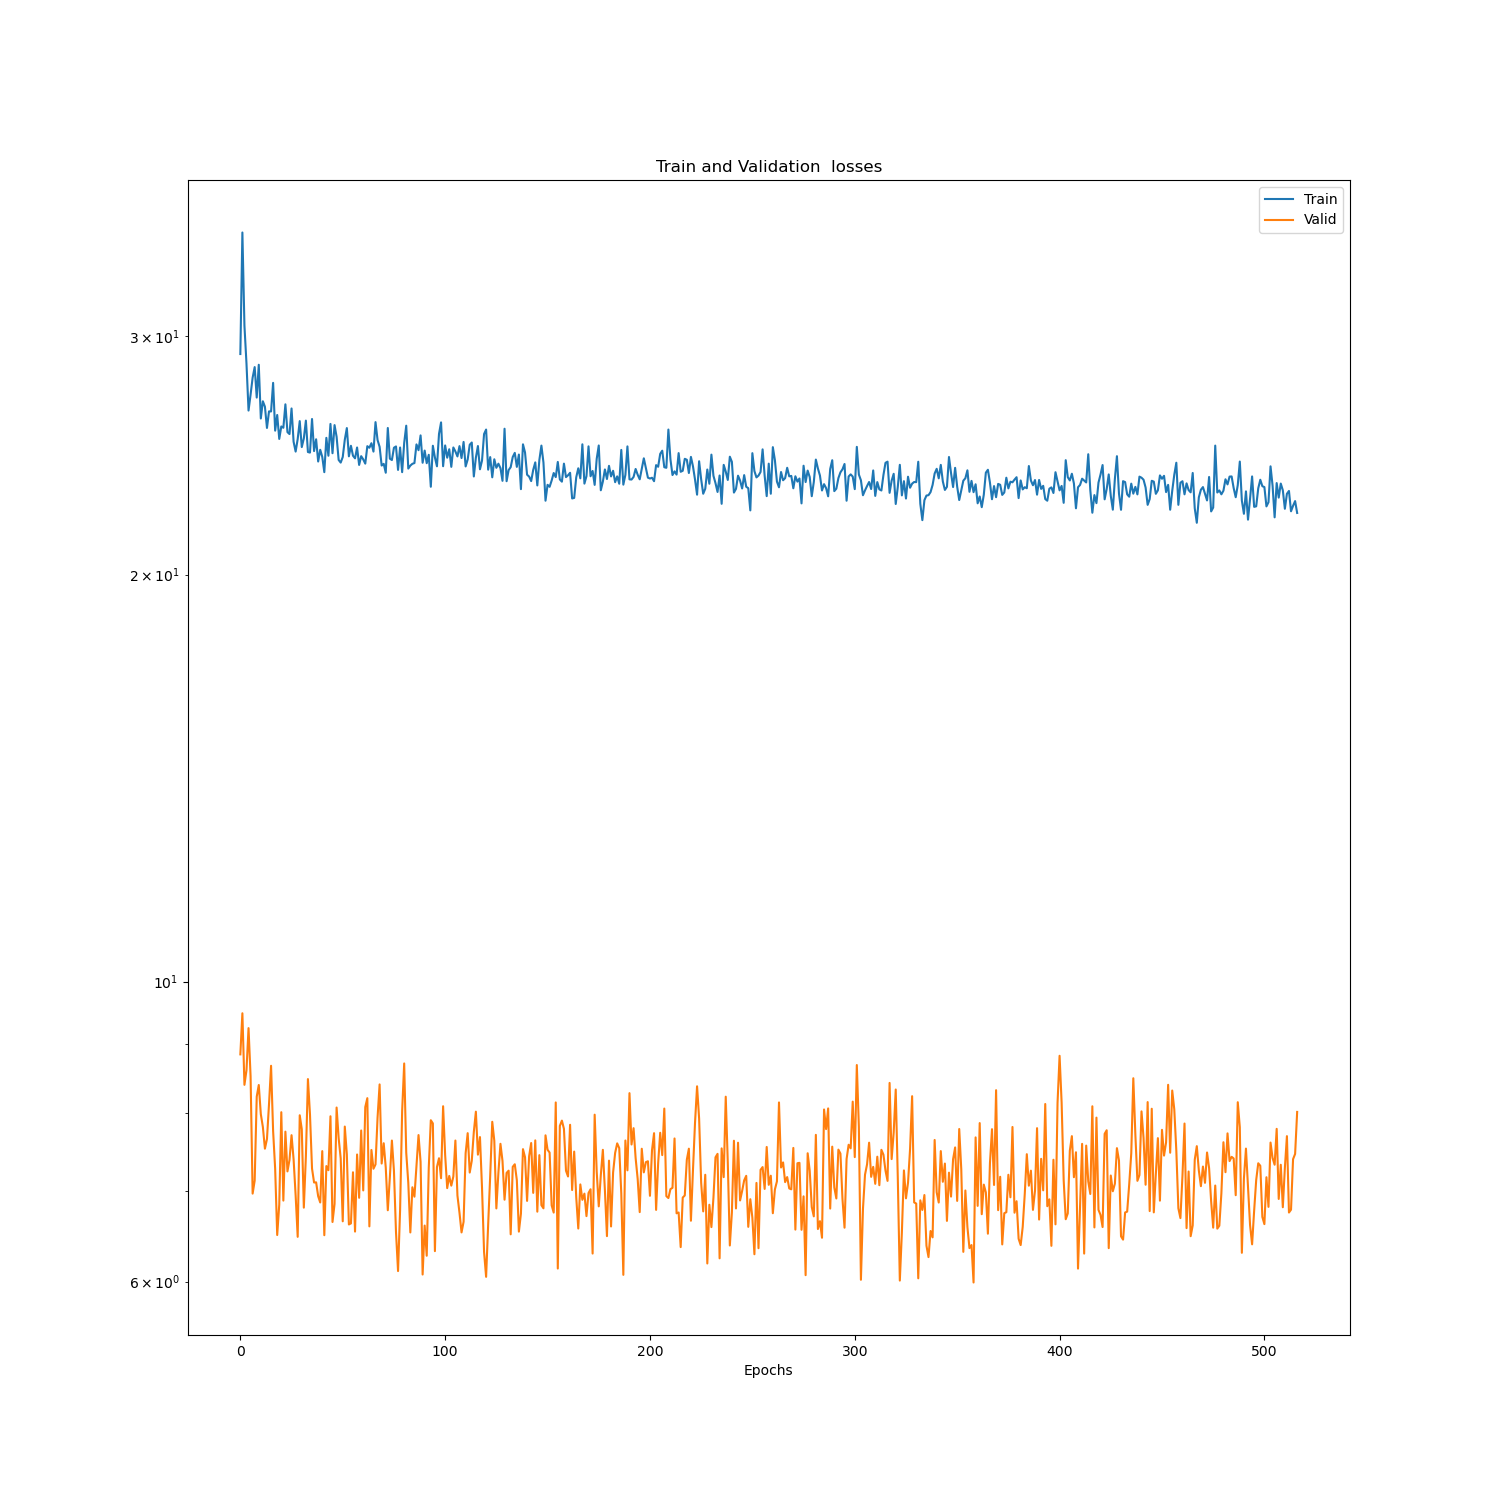 Train and Validation  losses
Train
Valid
3 × 10¹
2 × 10¹
10¹
6 × 10⁰
0 100 200 300 400 500
Epochs